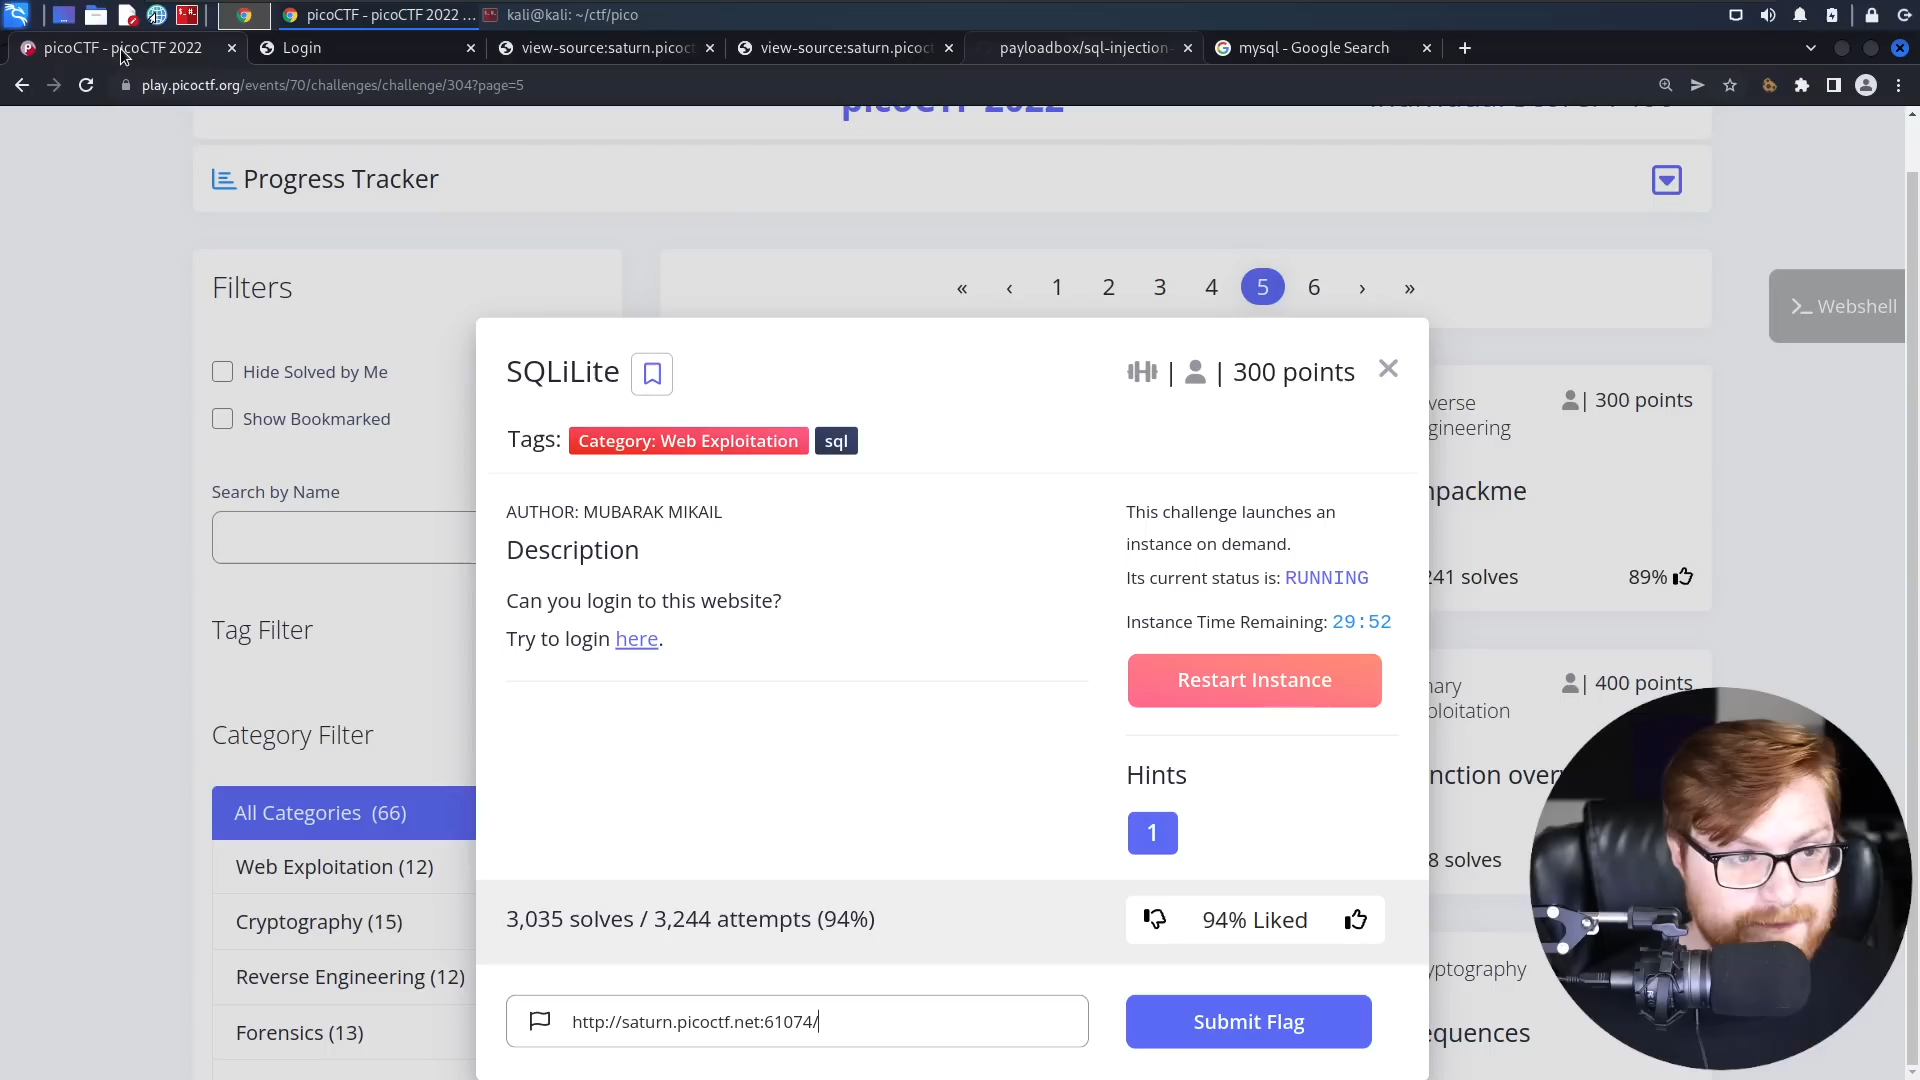 picoCTF - picoCTF 2022 ...
kali@kali: ~/ctf/pico
picoCTF - picoCTF 2022
Login
view-source:saturn.picoct
view-source:saturn.picoct
payloadbox/sql-injection-
mysql - Google Search
play.picoctf.org/events/70/challenges/challenge/304?page=5
picoCTF 2022
Progress Tracker
Filters
« ‹ 1 2 3 4 5 6 › »
Webshell
Hide Solved by Me
Show Bookmarked
Search by Name
Tag Filter
Category Filter
All Categories (66)
Web Exploitation (12)
Cryptography (15)
Reverse Engineering (12)
Forensics (13)
SQLiLite
| | 300 points
Tags: Category: Web Exploitation sql
AUTHOR: MUBARAK MIKAIL
Description
Can you login to this website?
Try to login here.
This challenge launches an
instance on demand.
Its current status is: RUNNING
Instance Time Remaining: 29:52
Restart Instance
Hints
1
3,035 solves / 3,244 attempts (94%)
94% Liked
http://saturn.picoctf.net:61074/
Submit Flag
verse
gineering
| 300 points
npackme
241 solves
89%
nary
ploitation
| 400 points
nction over
8 solves
yptography
equences